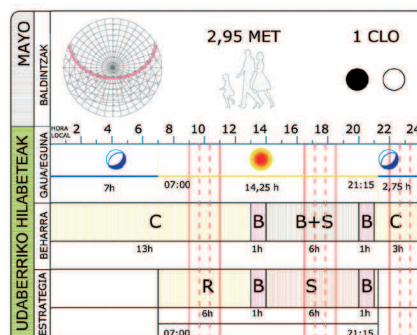 MAYO
BALDINTZAK
2,95 MET
1 CLO
UDABERRIKO HILABETEAK
GAUA/EGUNA
HORA LOCAL 2 4 6 8 10 12 14 16 18 20 22 24
7h 07:00 14,25 h 21:15 2,75 h
BEHARRA
C B B+S B C
13h 1h 6h 1h 3h
ESTRATEGIA
R B S B
6h 1h 6h 1h
07:00 21:15